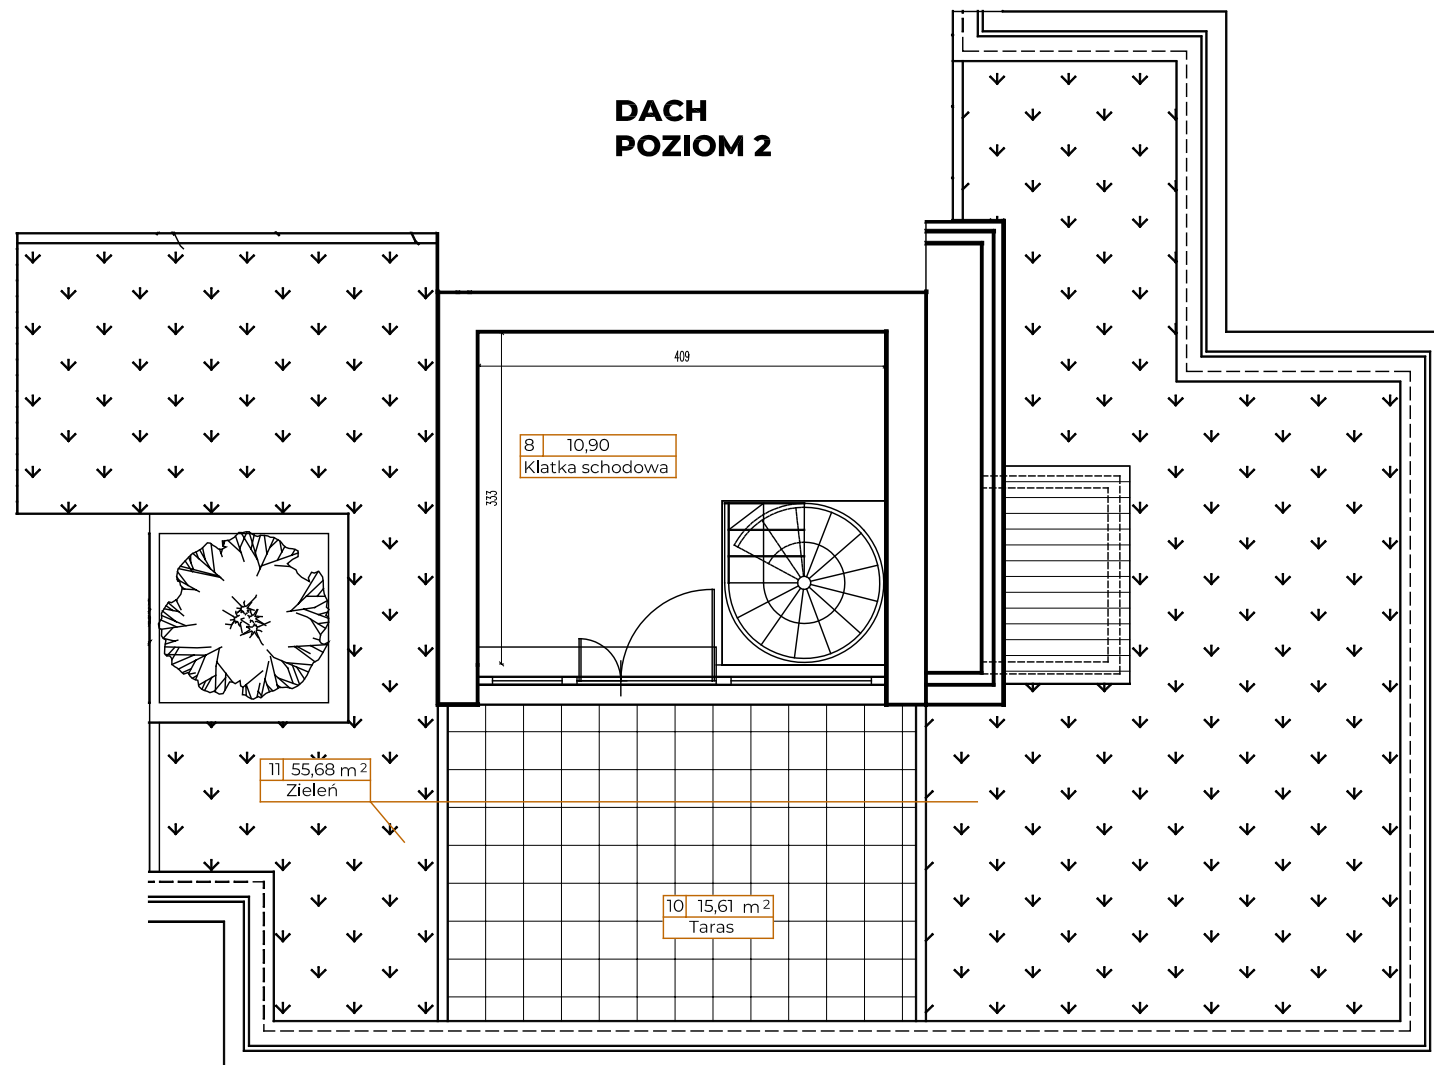 DACH
POZIOM 2
409
8 10,90
Klatka schodowa
333
11 55,68 m²
Zieleń
10 15,61 m²
Taras